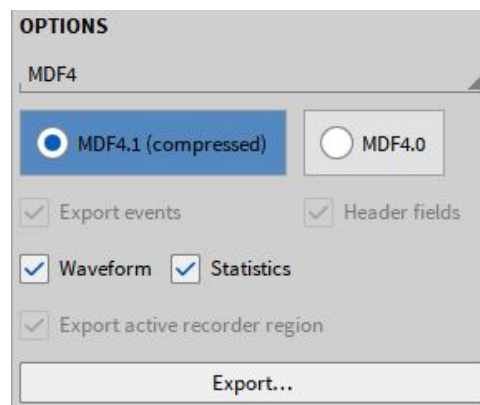 OPTIONS
MDF4
MDF4.1 (compressed) MDF4.0
Export events Header fields
Waveform Statistics
Export active recorder region
Export...